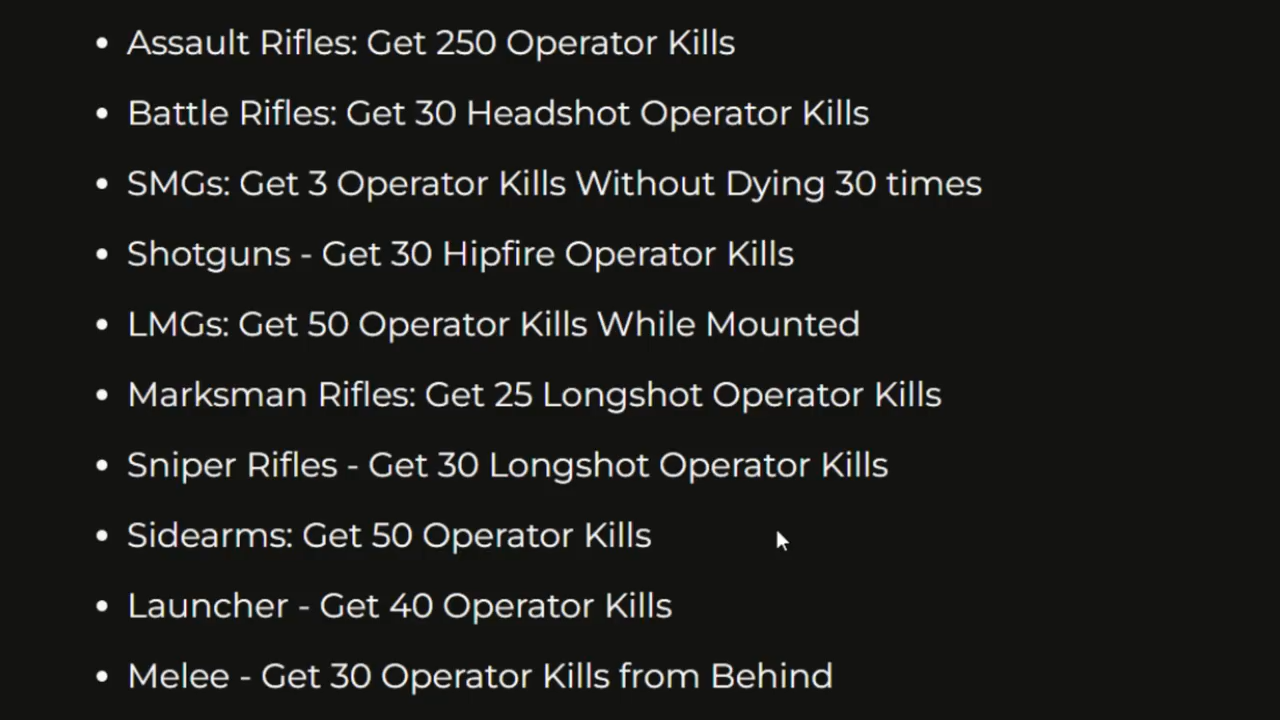 • Assault Rifles: Get 250 Operator Kills
• Battle Rifles: Get 30 Headshot Operator Kills
• SMGs: Get 3 Operator Kills Without Dying 30 times
• Shotguns - Get 30 Hipfire Operator Kills
• LMGs: Get 50 Operator Kills While Mounted
• Marksman Rifles: Get 25 Longshot Operator Kills
• Sniper Rifles - Get 30 Longshot Operator Kills
• Sidearms: Get 50 Operator Kills
• Launcher - Get 40 Operator Kills
• Melee - Get 30 Operator Kills from Behind